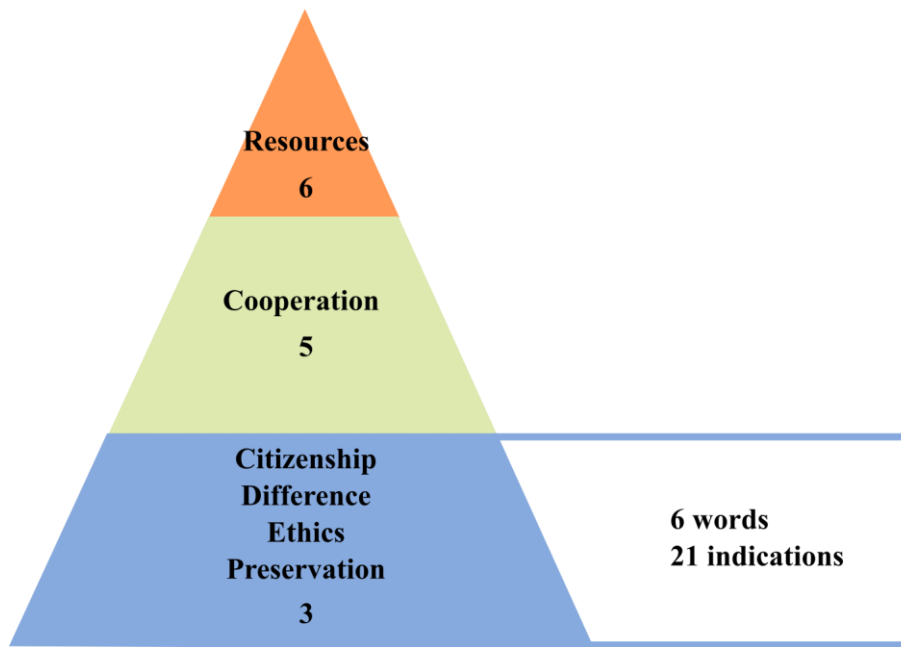 Resources
6
Cooperation
5
Citizenship
Difference
Ethics
Preservation
3
6 words
21 indications